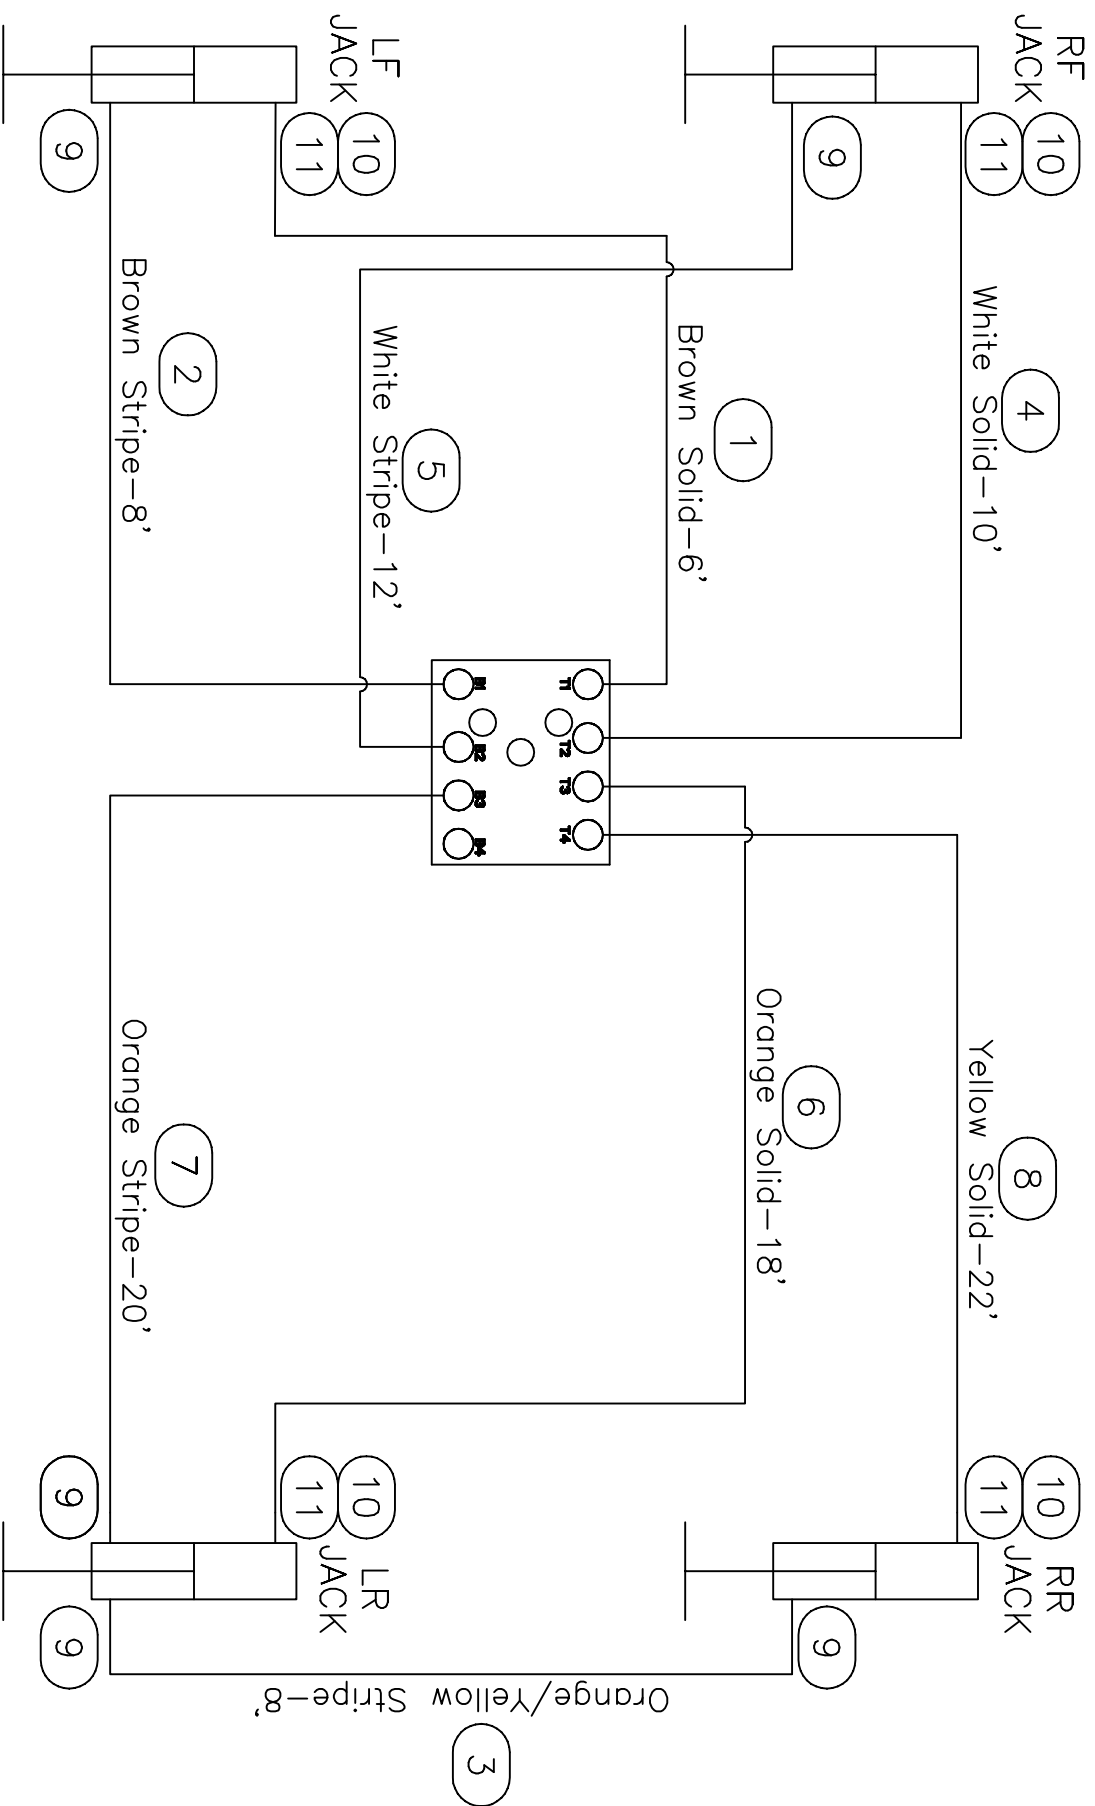 RF
JACK
10
11
9
White Solid-10'
4
LF
JACK
10
11
9
Brown Solid-6'
1
White Stripe-12'
5
Brown Stripe-8'
2
T1
T2
T3
T4
B1
B2
B3
B4
Yellow Solid-22'
8
Orange Solid-18'
6
Orange Stripe-20'
7
RR
JACK
10
11
9
LR
JACK
10
11
9
9
Orange/Yellow Stripe-8'
3